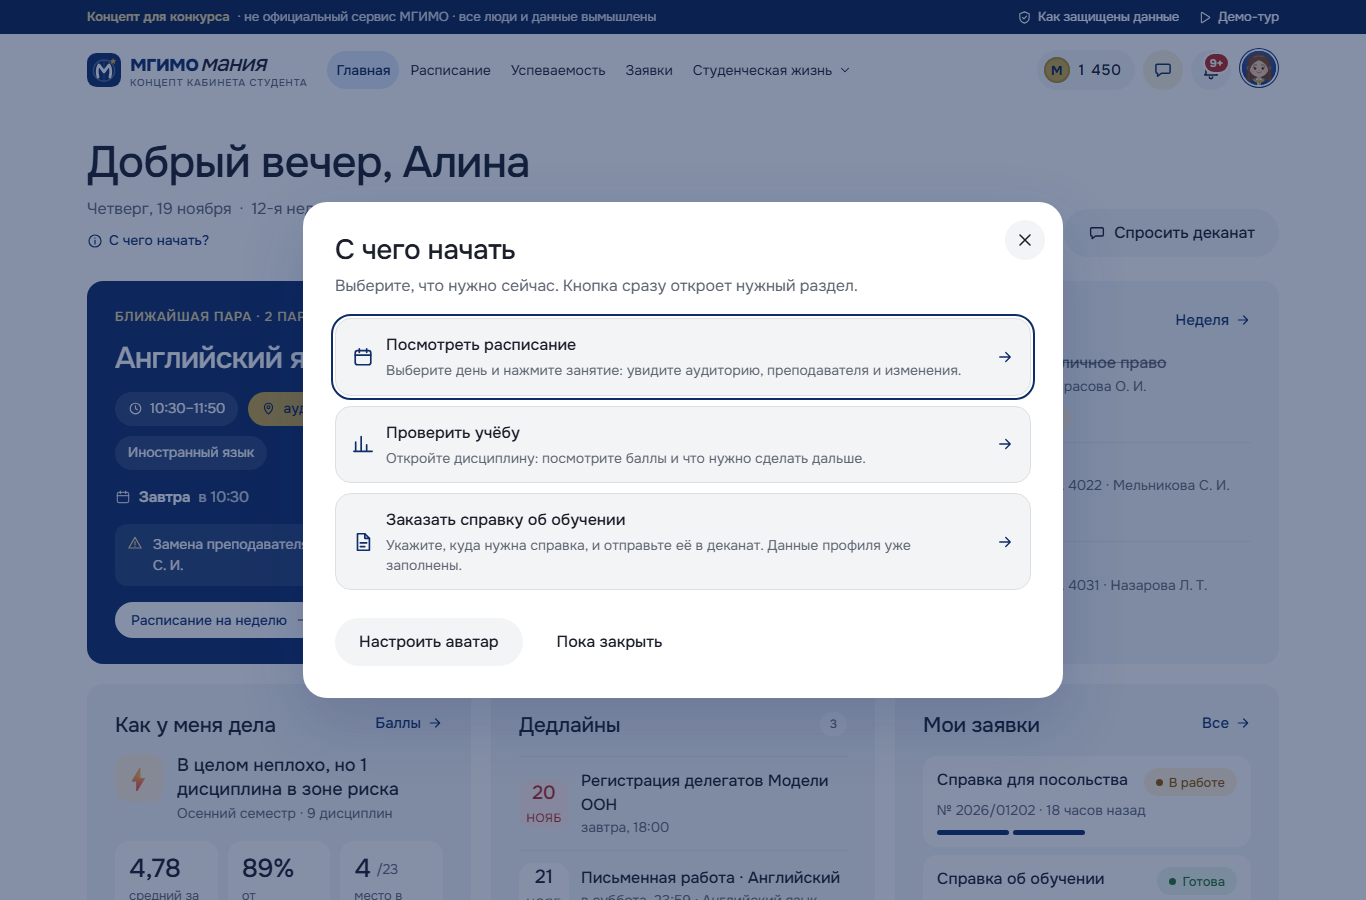 Концепт для конкурса · не официальный сервис МГИМО · все люди и данные вымышлены
Как защищены данные
Демо-тур
МГИМО мания
КОНЦЕПТ КАБИНЕТА СТУДЕНТА
Главная
Расписание
Успеваемость
Заявки
Студенческая жизнь
M 1 450
9+
Добрый вечер, Алина
Четверг, 19 ноября · 12-я
С чего начать?
Спросить деканат
С чего начать
Выберите, что нужно сейчас. Кнопка сразу откроет нужный раздел.
Посмотреть расписание
Выберите день и нажмите занятие: увидите аудиторию, преподавателя и изменения.
Проверить учёбу
Откройте дисциплину: посмотрите баллы и что нужно сделать дальше.
Заказать справку об обучении
Укажите, куда нужна справка, и отправьте её в деканат. Данные профиля уже
заполнены.
Настроить аватар
Пока закрыть
БЛИЖАЙШАЯ ПАРА · 2
Английский
10:30–11:50
Иностранный язык
Завтра в 10:30
Замена преподавателя
С. И.
Расписание на неделю
Неделя
право
О. И.
4022 · Мельникова С. И.
4031 · Назарова Л. Т.
Как у меня дела
Баллы
В целом неплохо, но 1
дисциплина в зоне риска
Осенний семестр · 9 дисциплин
4,78
средний за
89%
от
4 /23
место в
Дедлайны
3
20
НОЯБ
Регистрация делегатов Модели
ООН
завтра, 18:00
21
Письменная работа · Английский
Мои заявки
Все
Справка для посольства
В работе
№ 2026/01202 · 18 часов назад
Справка об обучении
Готова